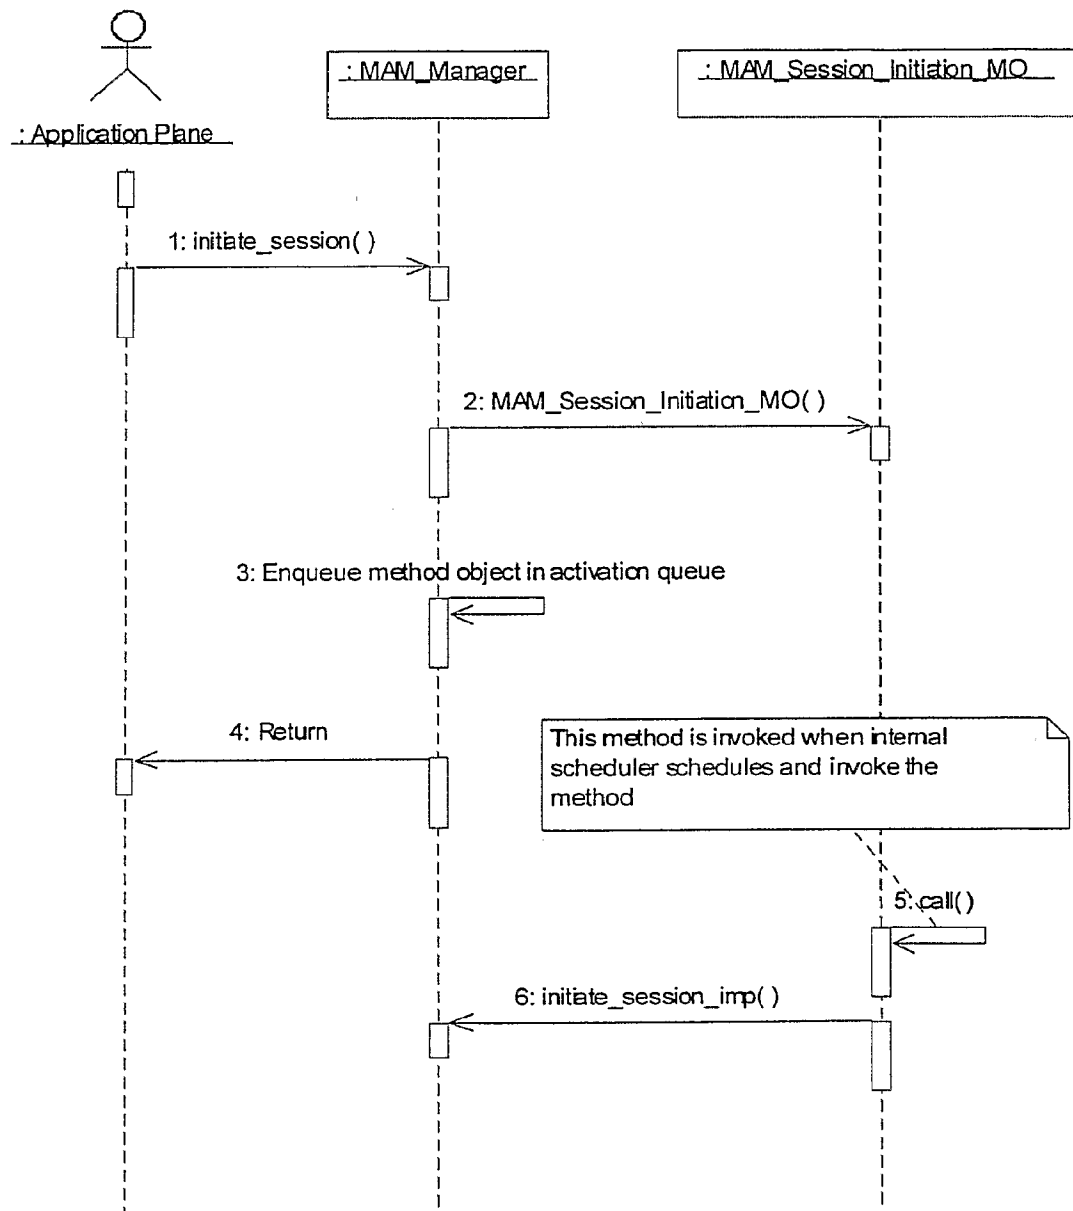 : MAM_Manager
: MAM_Session_Initiation_MO
: Application Plane
1: initiate_session( )
2: MAM_Session_Initiation_MO( )
3: Enqueue method object in activation queue
4: Return
This method is invoked when internal
scheduler schedules and invoke the
method
5: call( )
6: initiate_session_imp( )